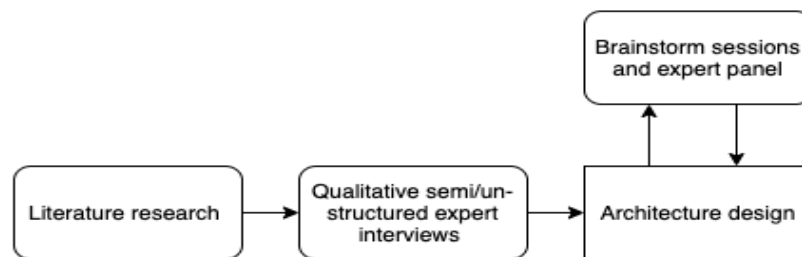 Brainstorm sessions
and expert panel
Literature research
Qualitative semi/un-
structured expert
interviews
Architecture design